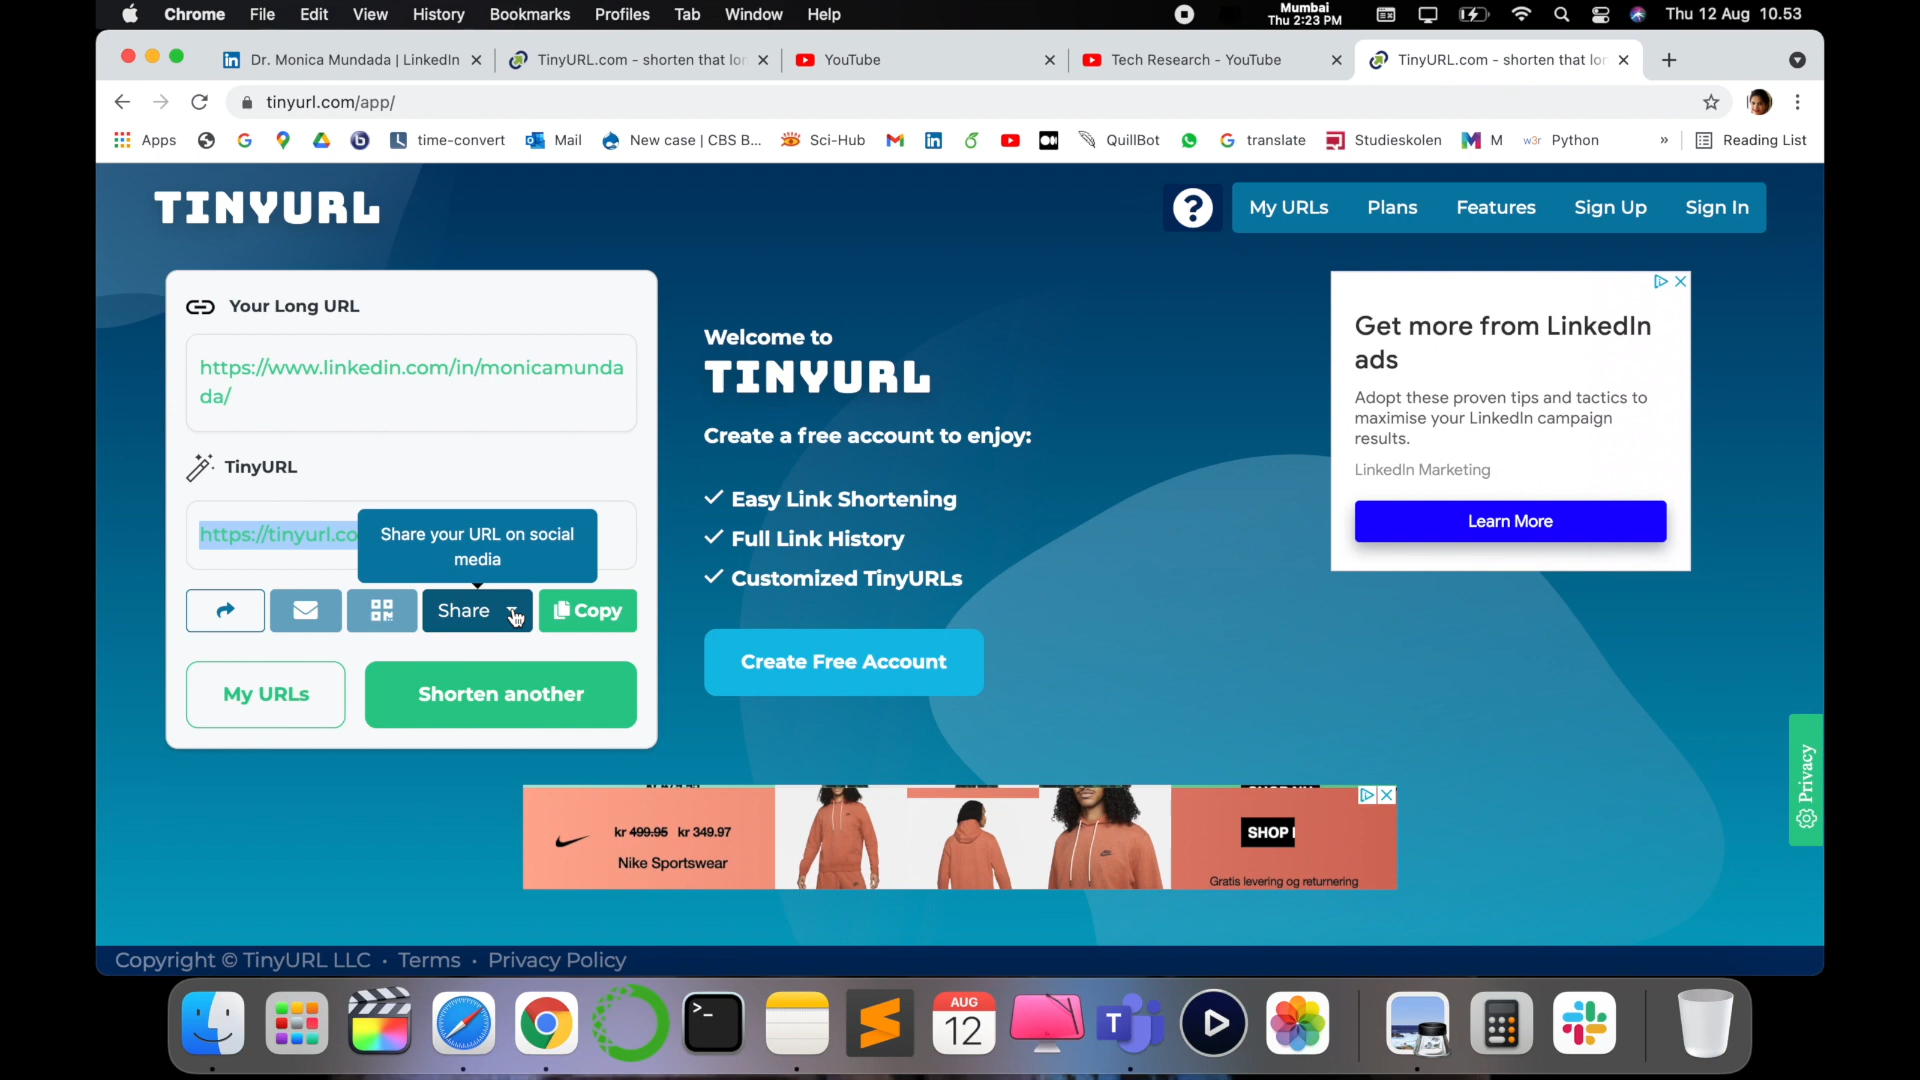 Chrome File Edit View History Bookmarks Profiles Tab Window Help
Mumbai
Thu 2:23 PM
Thu 12 Aug 10.53
Dr. Monica Mundada | LinkedIn
TinyURL.com - shorten that lor
YouTube
Tech Research - YouTube
TinyURL.com - shorten that lor
tinyurl.com/app/
Apps time-convert Mail New case | CBS B... Sci-Hub QuillBot translate Studieskolen M w3r Python » Reading List
TINYURL
? My URLs Plans Features Sign Up Sign In
Your Long URL
https://www.linkedin.com/in/monicamunda
da/
TinyURL
https://tinyurl.co
Share your URL on social
media
Share Copy
My URLs Shorten another
Welcome to
TINYURL
Create a free account to enjoy:
Easy Link Shortening
Full Link History
Customized TinyURLs
Create Free Account
Get more from LinkedIn
ads
Adopt these proven tips and tactics to
maximise your LinkedIn campaign
results.
LinkedIn Marketing
Learn More
Privacy
kr 499.95 kr 349.97
Nike Sportswear
SHOP
Gratis levering og returnering
Copyright © TinyURL LLC · Terms · Privacy Policy
AUG
12
T